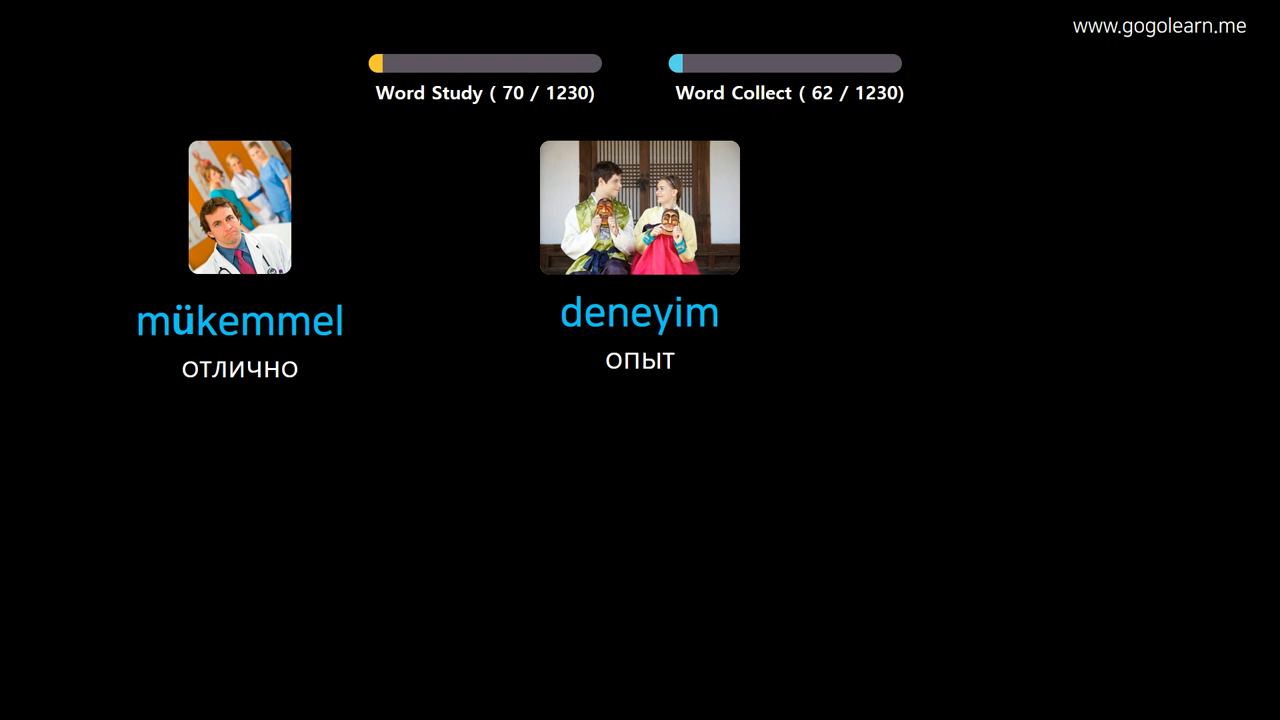 www.gogolearn.me
Word Study ( 70 / 1230)
Word Collect ( 62 / 1230)
mükemmel
отлично
deneyim
опыт